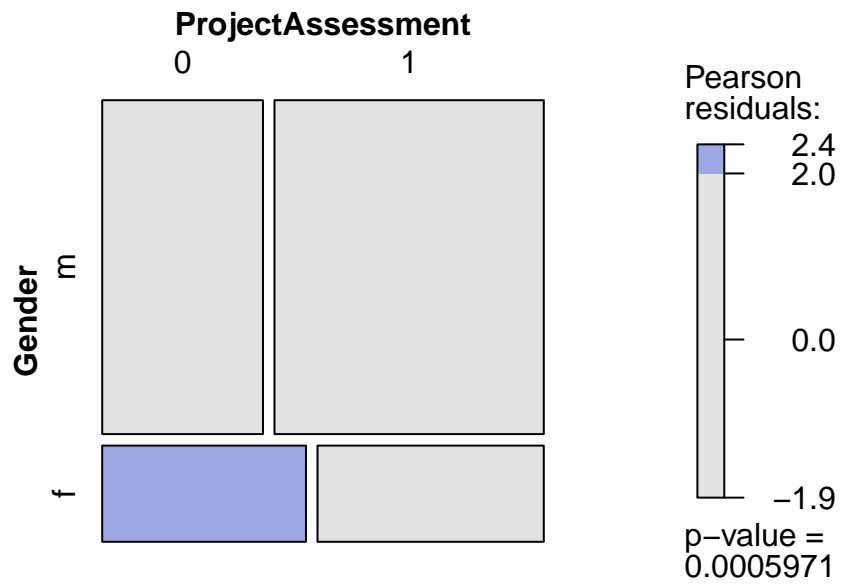 ProjectAssessment
0 1
Gender
m
f
Pearson
residuals:
2.4
2.0
0.0
−1.9
p−value =
0.0005971